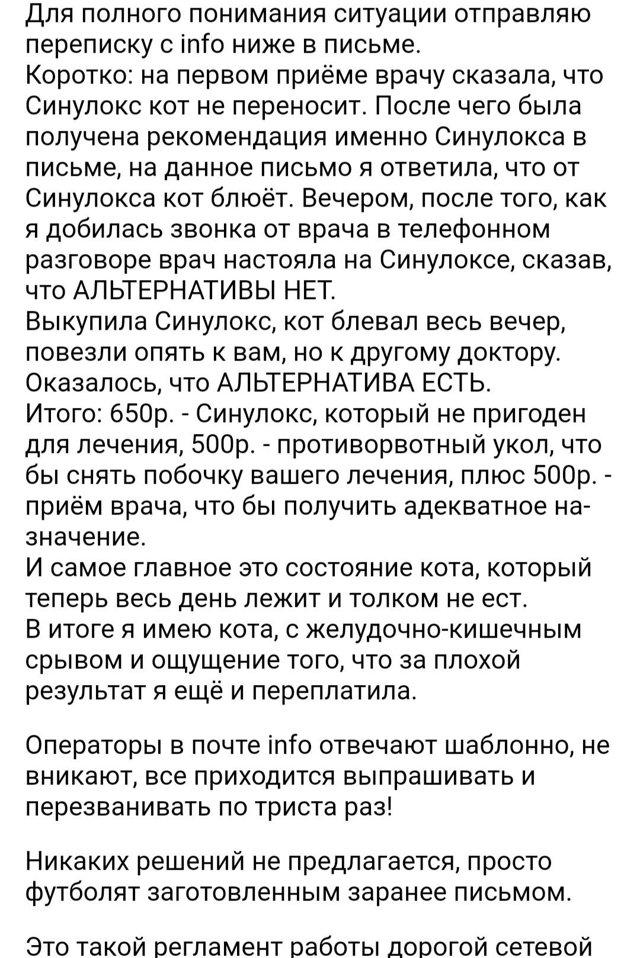 Для полного понимания ситуации отправляю
переписку с info ниже в письме.
Коротко: на первом приёме врачу сказала, что
Синулокс кот не переносит. После чего была
получена рекомендация именно Синулокса в
письме, на данное письмо я ответила, что от
Синулокса кот блюёт. Вечером, после того, как
я добилась звонка от врача в телефонном
разговоре врач настояла на Синулоксе, сказав,
что АЛЬТЕРНАТИВЫ НЕТ.
Выкупила Синулокс, кот блевал весь вечер,
повезли опять к вам, но к другому доктору.
Оказалось, что АЛЬТЕРНАТИВА ЕСТЬ.
Итого: 650р. - Синулокс, который не пригоден
для лечения, 500р. - противорвотный укол, что
бы снять побочку вашего лечения, плюс 500р. -
приём врача, что бы получить адекватное на-
значение.
И самое главное это состояние кота, который
теперь весь день лежит и толком не ест.
В итоге я имею кота, с желудочно-кишечным
срывом и ощущение того, что за плохой
результат я ещё и переплатила.
Операторы в почте info отвечают шаблонно, не
вникают, все приходится выпрашивать и
перезванивать по триста раз!
Никаких решений не предлагается, просто
футболят заготовленным заранее письмом.
Это такой регламент работы дорогой сетевой